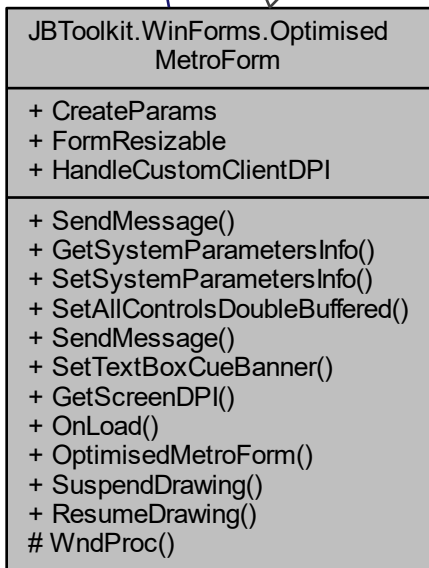 JBToolkit.WinForms.Optimised
MetroForm
+ CreateParams
+ FormResizable
+ HandleCustomClientDPI
+ SendMessage()
+ GetSystemParametersInfo()
+ SetSystemParametersInfo()
+ SetAllControlsDoubleBuffered()
+ SendMessage()
+ SetTextBoxCueBanner()
+ GetScreenDPI()
+ OnLoad()
+ OptimisedMetroForm()
+ SuspendDrawing()
+ ResumeDrawing()
# WndProc()